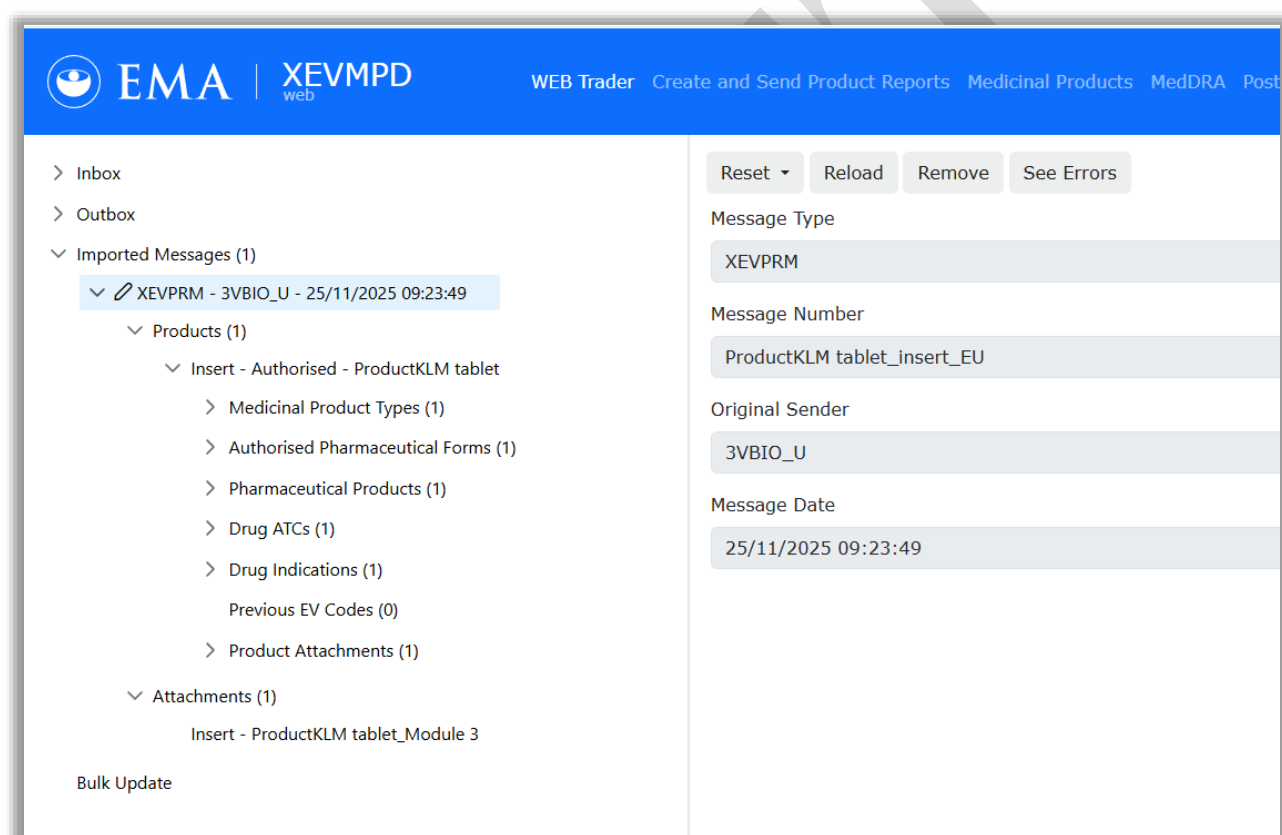 EMA | XEVMPD
web
WEB Trader Create and Send Product Reports Medicinal Products MedDRA Post
Inbox
Outbox
Imported Messages (1)
XEVPRM - 3VBIO_U - 25/11/2025 09:23:49
Products (1)
Insert - Authorised - ProductKLM tablet
Medicinal Product Types (1)
Authorised Pharmaceutical Forms (1)
Pharmaceutical Products (1)
Drug ATCs (1)
Drug Indications (1)
Previous EV Codes (0)
Product Attachments (1)
Attachments (1)
Insert - ProductKLM tablet_Module 3
Bulk Update
Reset Reload Remove See Errors
Message Type
XEVPRM
Message Number
ProductKLM tablet_insert_EU
Original Sender
3VBIO_U
Message Date
25/11/2025 09:23:49